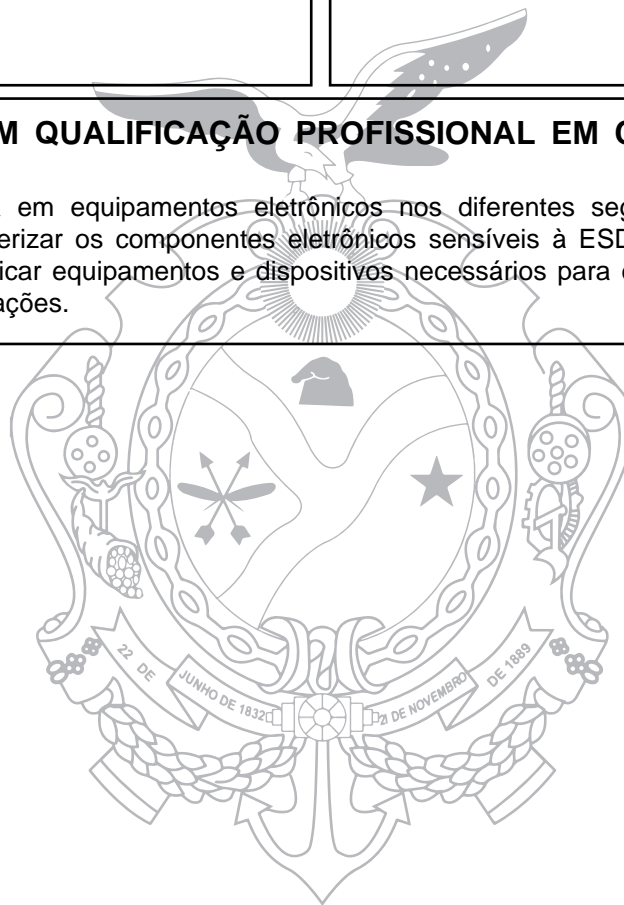 M QUALIFICAÇÃO PROFISSIONAL EM
em equipamentos eletrônicos nos diferentes
erizar os componentes eletrônicos sensíveis à ESD
icar equipamentos e dispositivos necessários para
ações.
22 DE JUNHO DE 1832 21 DE NOVEMBRO DE 1889